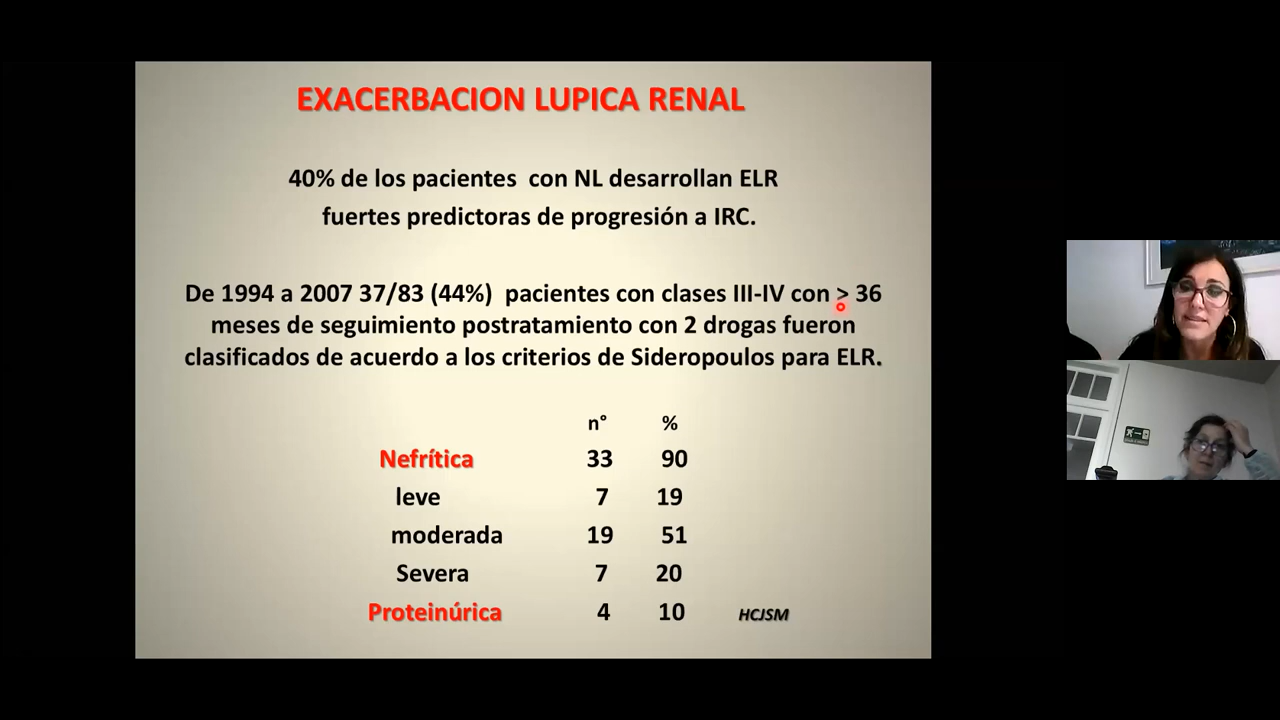 EXACERBACION LUPICA RENAL
40% de los pacientes con NL desarrollan ELR
fuertes predictoras de progresión a IRC.
De 1994 a 2007 37/83 (44%) pacientes con clases III-IV con > 36
meses de seguimiento postratamiento con 2 drogas fueron
clasificados de acuerdo a los criterios de Sideropoulos para ELR.
n° %
Nefrítica 33 90
leve 7 19
moderada 19 51
Severa 7 20
Proteinúrica 4 10 HCJSM